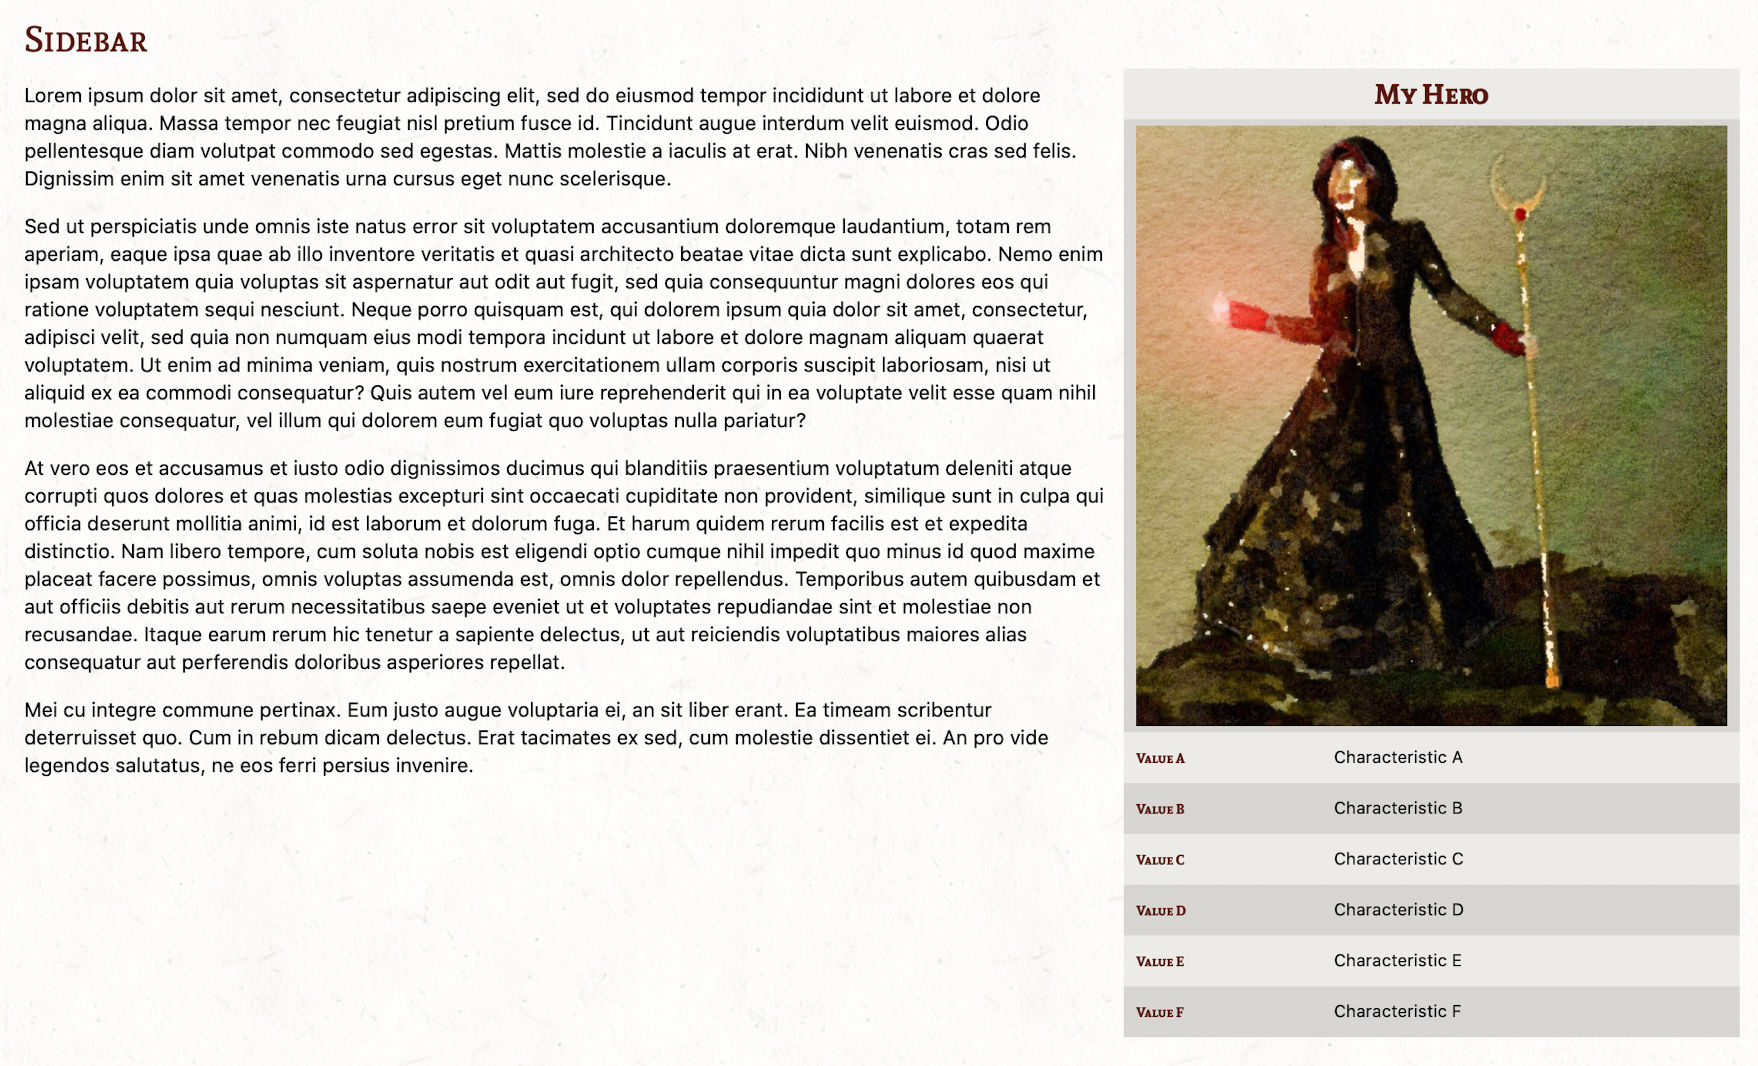 Sidebar
Lorem ipsum dolor sit amet, consectetur adipiscing elit, sed do eiusmod tempor incididunt ut labore et dolore
magna aliqua. Massa tempor nec feugiat nisl pretium fusce id. Tincidunt augue interdum velit euismod. Odio
pellentesque diam volutpat commodo sed egestas. Mattis molestie a iaculis at erat. Nibh venenatis cras sed felis.
Dignissim enim sit amet venenatis urna cursus eget nunc scelerisque.
Sed ut perspiciatis unde omnis iste natus error sit voluptatem accusantium doloremque laudantium, totam rem
aperiam, eaque ipsa quae ab illo inventore veritatis et quasi architecto beatae vitae dicta sunt explicabo. Nemo enim
ipsam voluptatem quia voluptas sit aspernatur aut odit aut fugit, sed quia consequuntur magni dolores eos qui
ratione voluptatem sequi nesciunt. Neque porro quisquam est, qui dolorem ipsum quia dolor sit amet, consectetur,
adipisci velit, sed quia non numquam eius modi tempora incidunt ut labore et dolore magnam aliquam quaerat
voluptatem. Ut enim ad minima veniam, quis nostrum exercitationem ullam corporis suscipit laboriosam, nisi ut
aliquid ex ea commodi consequatur? Quis autem vel eum iure reprehenderit qui in ea voluptate velit esse quam nihil
molestiae consequatur, vel illum qui dolorem eum fugiat quo voluptas nulla pariatur?
At vero eos et accusamus et iusto odio dignissimos ducimus qui blanditiis praesentium voluptatum deleniti atque
corrupti quos dolores et quas molestias excepturi sint occaecati cupiditate non provident, similique sunt in culpa qui
officia deserunt mollitia animi, id est laborum et dolorum fuga. Et harum quidem rerum facilis est et expedita
distinctio. Nam libero tempore, cum soluta nobis est eligendi optio cumque nihil impedit quo minus id quod maxime
placeat facere possimus, omnis voluptas assumenda est, omnis dolor repellendus. Temporibus autem quibusdam et
aut officiis debitis aut rerum necessitatibus saepe eveniet ut et voluptates repudiandae sint et molestiae non
recusandae. Itaque earum rerum hic tenetur a sapiente delectus, ut aut reiciendis voluptatibus maiores alias
consequatur aut perferendis doloribus asperiores repellat.
Mei cu integre commune pertinax. Eum justo augue voluptaria ei, an sit liber erant. Ea timeam scribentur
deterruisset quo. Cum in rebum dicam delectus. Erat tacimates ex sed, cum molestie dissentiet ei. An pro vide
legendos salutatus, ne eos ferri persius invenire.
My Hero
Value A Characteristic A
Value B Characteristic B
Value C Characteristic C
Value D Characteristic D
Value E Characteristic E
Value F Characteristic F